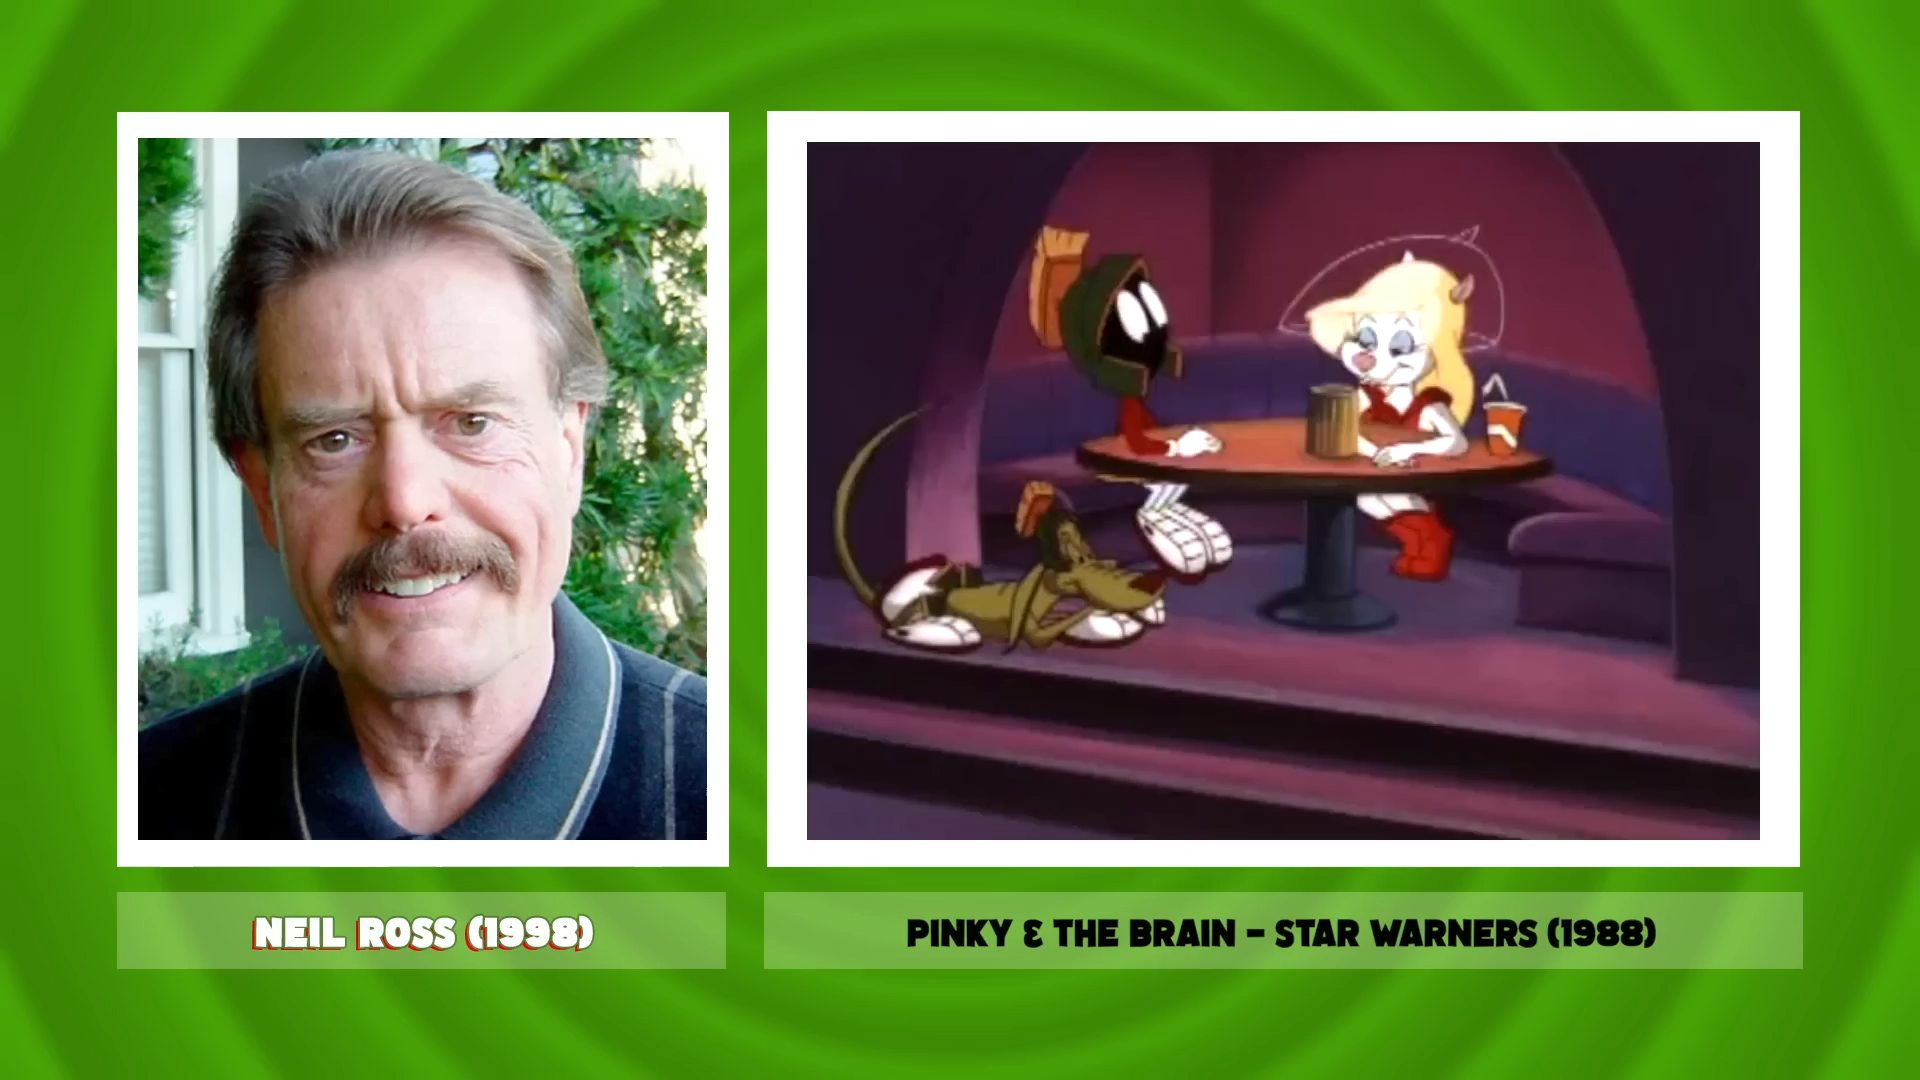 NEIL ROSS (1998)
PINKY & THE BRAIN - STAR WARNERS (1988)